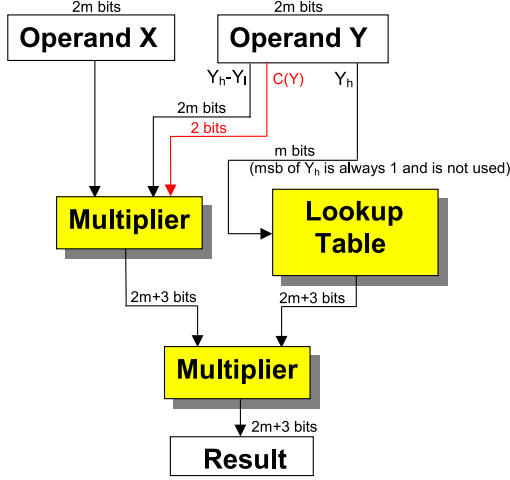 2m bits
2m bits
Operand X
Operand Y
Yh-Yl
C(Y)
Yh
2m bits
2 bits
m bits
(msb of Yh is always 1 and is not used)
Multiplier
Lookup
Table
2m+3 bits
2m+3 bits
Multiplier
2m+3 bits
Result